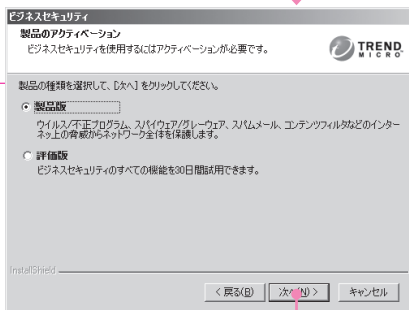 ビジネスセキュリティ
製品のアクティベーション
ビジネスセキュリティを使用するにはアクティベーションが必要です。
TREND
MICRO
製品の種類を選択して、[次へ] をクリックしてください。
製品版
ウイルス/不正プログラム、スパイウェア/グレーウェア、スパムメール、コンテンツフィルタなどのインター
ネット上の脅威からネットワーク全体を保護します。
評価版
ビジネスセキュリティのすべての機能を30日間試用できます。
InstallShield
< 戻る(B)
次へ(N) >
キャンセル